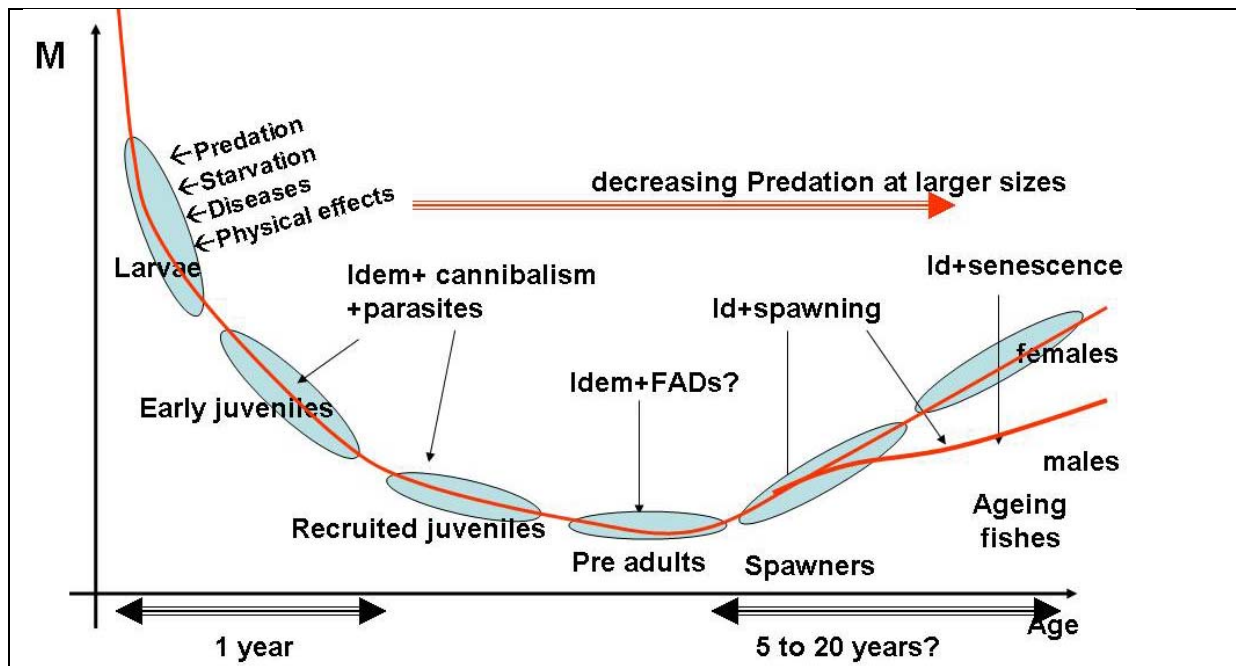 M
←Predation
←Starvation
←Diseases
←Physical effects
Larvae
decreasing Predation at larger sizes
Idem+ cannibalism
+parasites
Id+senescence
Id+spawning
Idem+FADs?
females
Early juveniles
males
Recruited juveniles
Ageing
fishes
Pre adults
Spawners
Age
1 year
5 to 20 years?